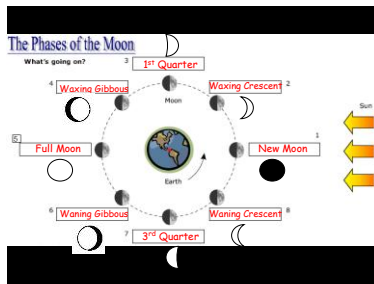 The Phases of the Moon
What's going on?
3
1st Quarter
4
Waxing Gibbous
Waxing Crescent
2
Moon
Sun
5
Full Moon
1
New Moon
Earth
6
Waning Gibbous
Waning Crescent
8
7
3rd Quarter